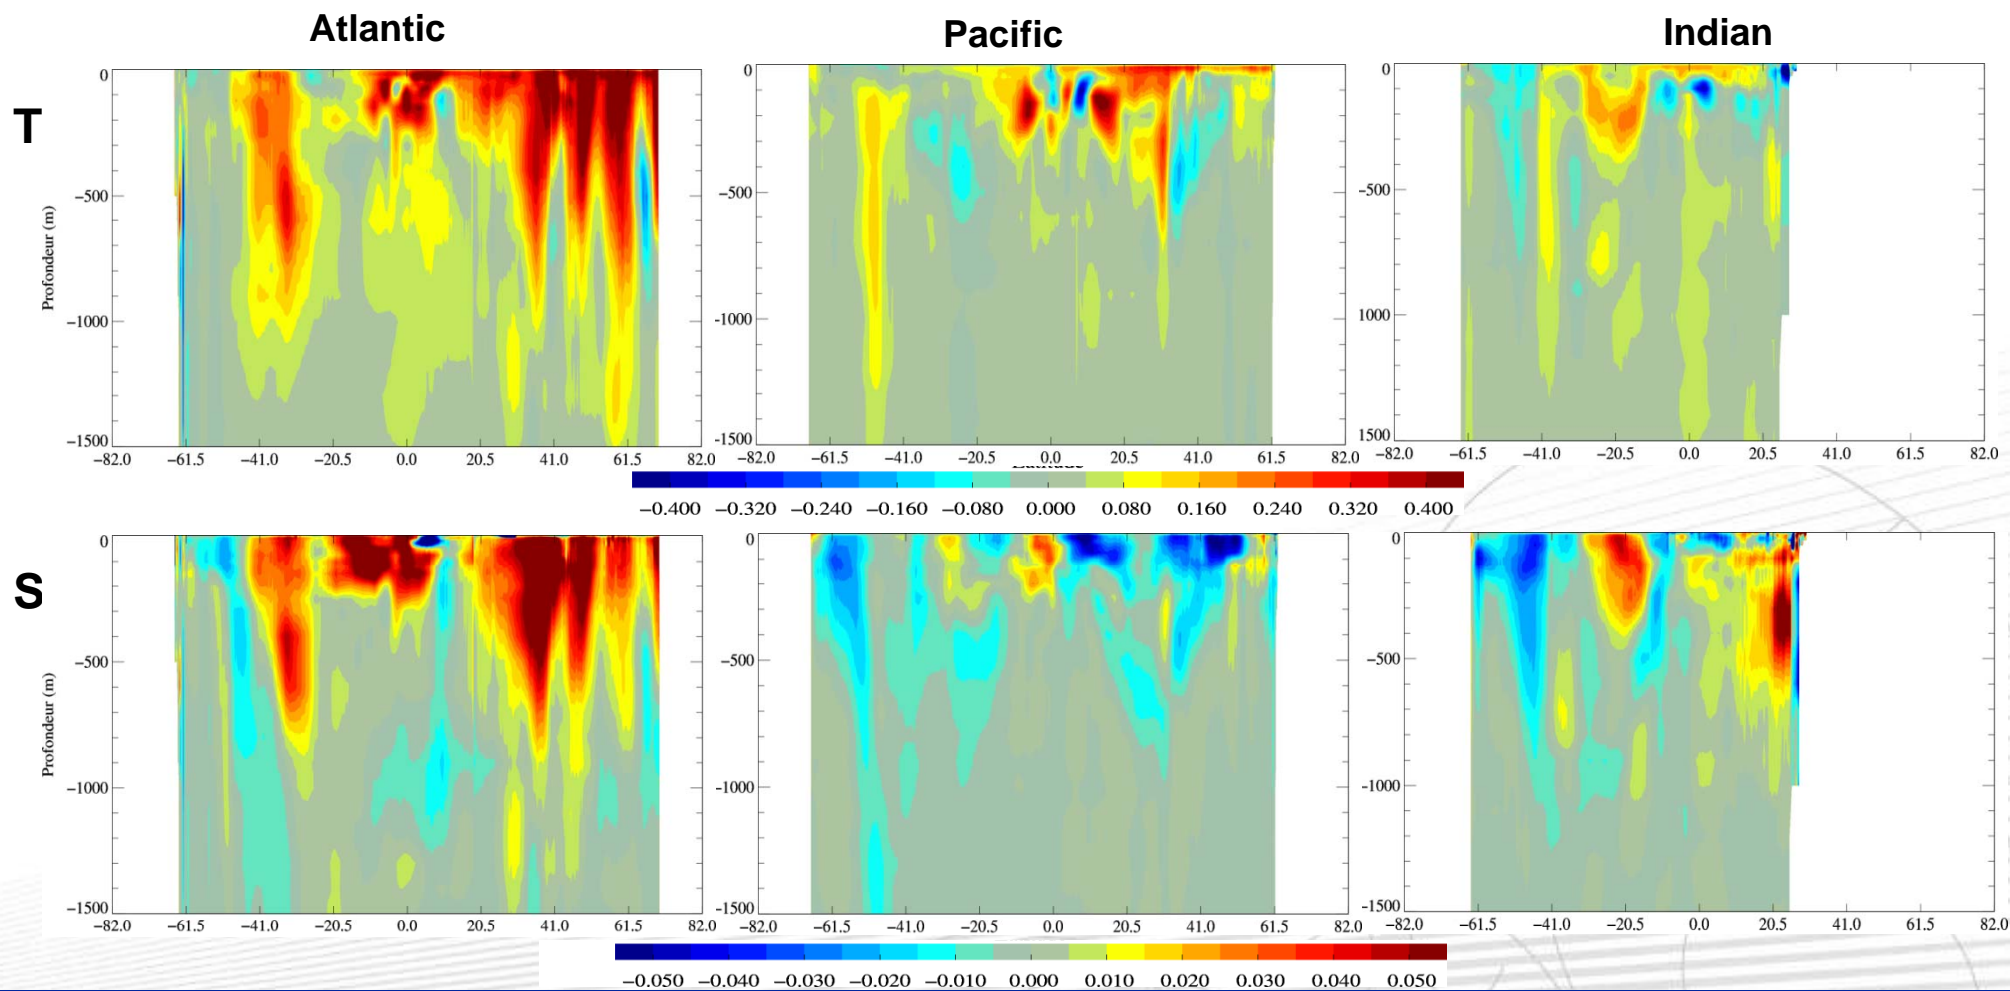 Atlantic Pacific Indian
T
0 0 0
−500 -500 −500
−1000 -1000 1000
−1500 -1500 1500
Profondeur (m)
−82.0 −61.5 −41.0 −20.5 0.0 20.5 41.0 61.5 82.0
−82.0 −61.5 −41.0 −20.5 0.0 20.5 41.0 61.5 82.0
−82.0 −61.5 −41.0 −20.5 0.0 20.5 41.0 61.5 82.0
−0.400 −0.320 −0.240 −0.160 −0.080 0.000 0.080 0.160 0.240 0.320 0.400
S
0 0 0
−500 −500 −500
−1000 -1000 -1000
−1500 -1500 -1500
Profondeur (m)
−82.0 −61.5 −41.0 −20.5 0.0 20.5 41.0 61.5 82.0
−82.0 −61.5 −41.0 −20.5 0.0 20.5 41.0 61.5 82.0
−82.0 −61.5 −41.0 −20.5 0.0 20.5 41.0 61.5 82.0
−0.050 −0.040 −0.030 −0.020 −0.010 0.000 0.010 0.020 0.030 0.040 0.050